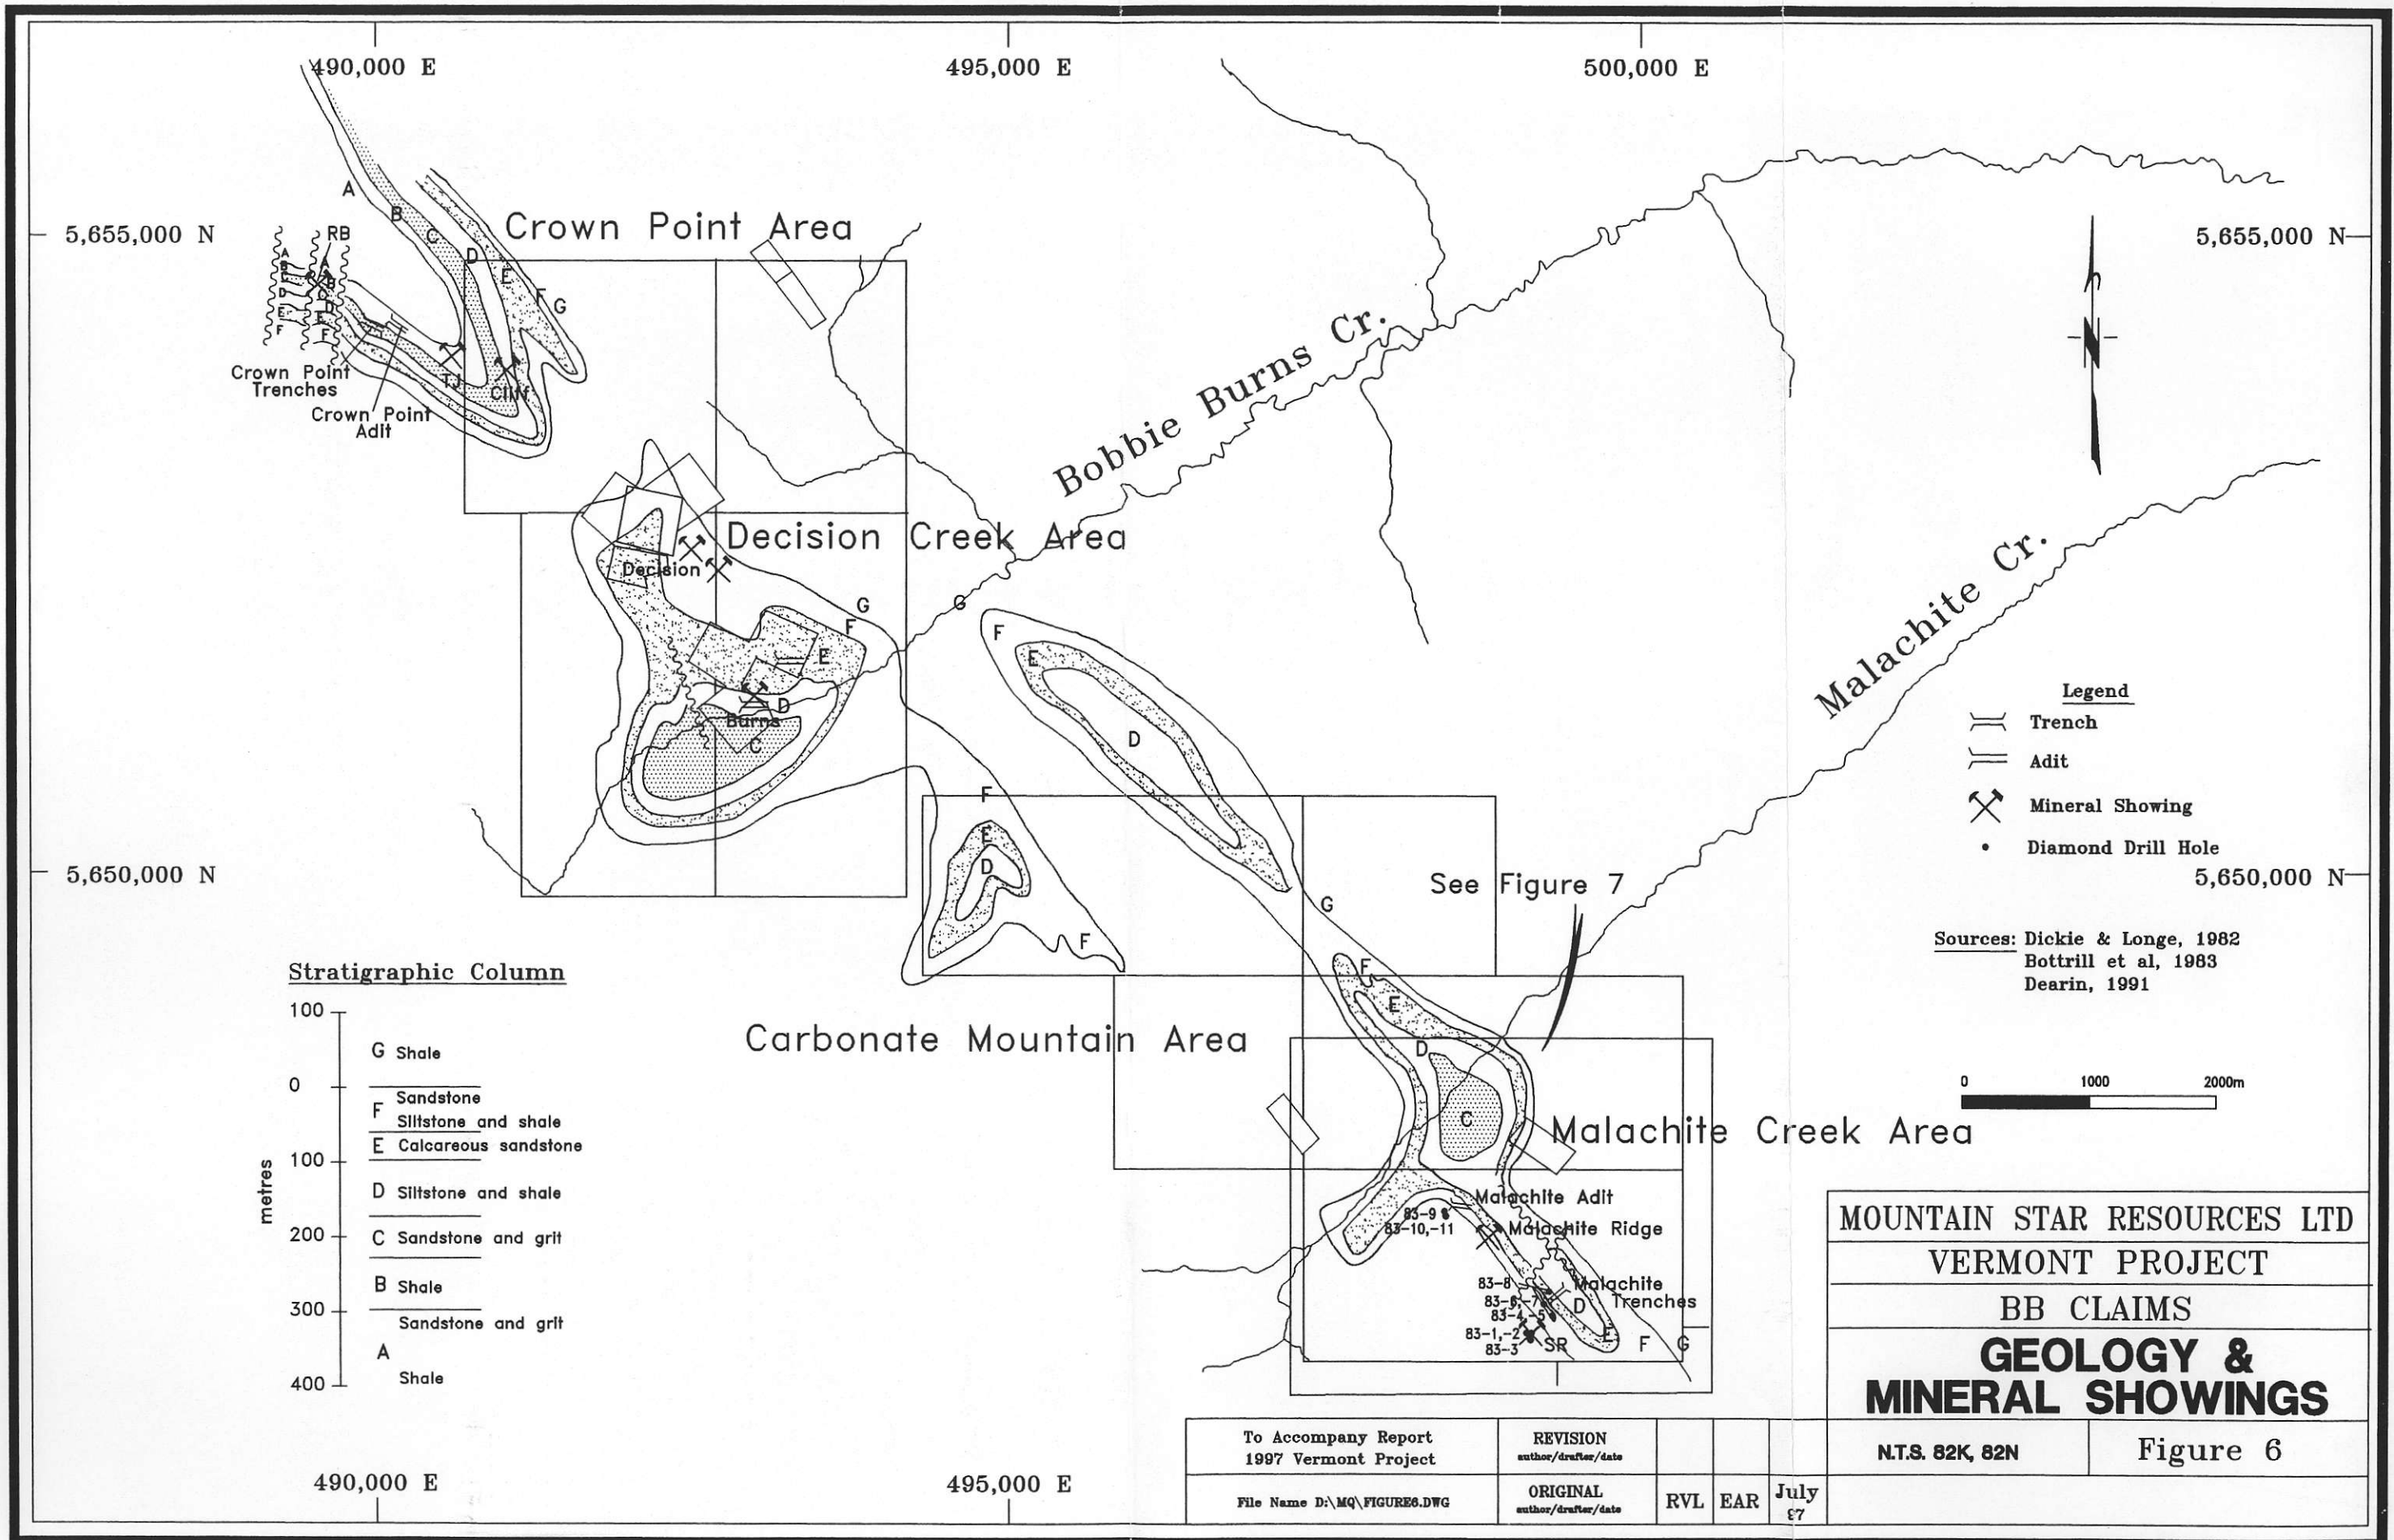 490,000 E
495,000 E
500,000 E
5,655,000 N
5,655,000 N
A
B
C
D
E
F
G
Crown Point Area
RB
A
B
D
E
F
A
B
C
D
E
F
Crown Point
Trenches
Crown Point
Adit
TJ
Cliff
Bobbie Burns Cr.
Malachite Cr.
N
Decision Creek Area
Decision
G
F
E
D
Burns
C
G
F
E
D
F
E
D
F
G
See Figure 7
5,650,000 N
5,650,000 N
Legend
Trench
Adit
Mineral Showing
Diamond Drill Hole
Sources: Dickie & Longe, 1982
Bottrill et al, 1983
Dearin, 1991
0 1000 2000m
Stratigraphic Column
metres
100
G Shale
0
Sandstone
F
Siltstone and shale
E Calcareous sandstone
100
D Siltstone and shale
200
C Sandstone and grit
B Shale
300
Sandstone and grit
A
400
Shale
Carbonate Mountain Area
F
E
D
C
Malachite Creek Area
Malachite Adit
83-9
83-10,-11
Malachite Ridge
83-8
Malachite
Trenches
83-6,-7
83-4,-5
83-1,-2
83-3
SR
D
E
F
G
MOUNTAIN STAR RESOURCES LTD
VERMONT PROJECT
BB CLAIMS
GEOLOGY &
MINERAL SHOWINGS
N.T.S. 82K, 82N
Figure 6
To Accompany Report
1997 Vermont Project
REVISION
author/drafter/date
File Name D:\MQ\FIGURE6.DWG
ORIGINAL
author/drafter/date
RVL
EAR
July
97
490,000 E
495,000 E